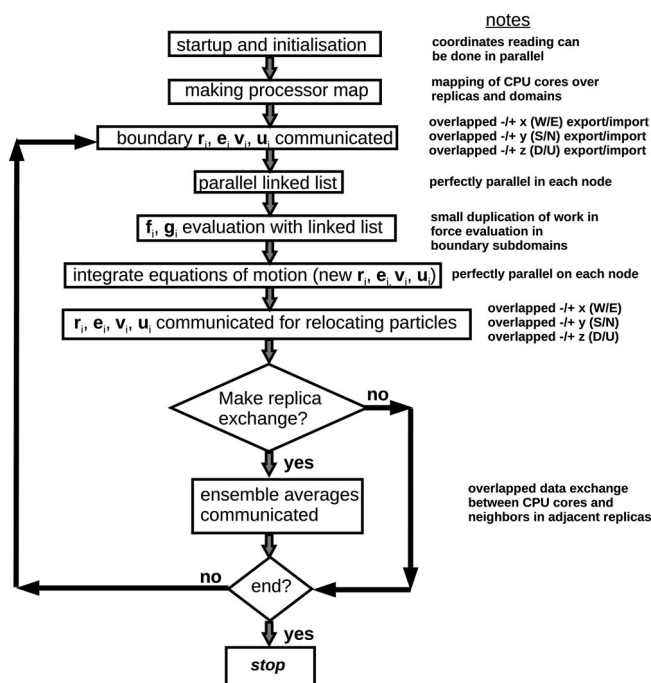 notes
startup and initialisation
coordinates reading can
be done in parallel
making processor map
mapping of CPU cores over
replicas and domains
boundary rᵢ, eᵢ vᵢ, uᵢ communicated
overlapped -/+ x (W/E) export/import
overlapped -/+ y (S/N) export/import
overlapped -/+ z (D/U) export/import
parallel linked list
perfectly parallel in each node
fᵢ, gᵢ evaluation with linked list
small duplication of work in
force evaluation in
boundary subdomains
integrate equations of motion (new rᵢ, eᵢ, vᵢ, uᵢ)
perfectly parallel on each node
rᵢ, eᵢ, vᵢ, uᵢ communicated for relocating particles
overlapped -/+ x (W/E)
overlapped -/+ y (S/N)
overlapped -/+ z (D/U)
Make replica
exchange?
no
yes
ensemble averages
communicated
overlapped data exchange
between CPU cores and
neighbors in adjacent replicas
no
end?
yes
stop